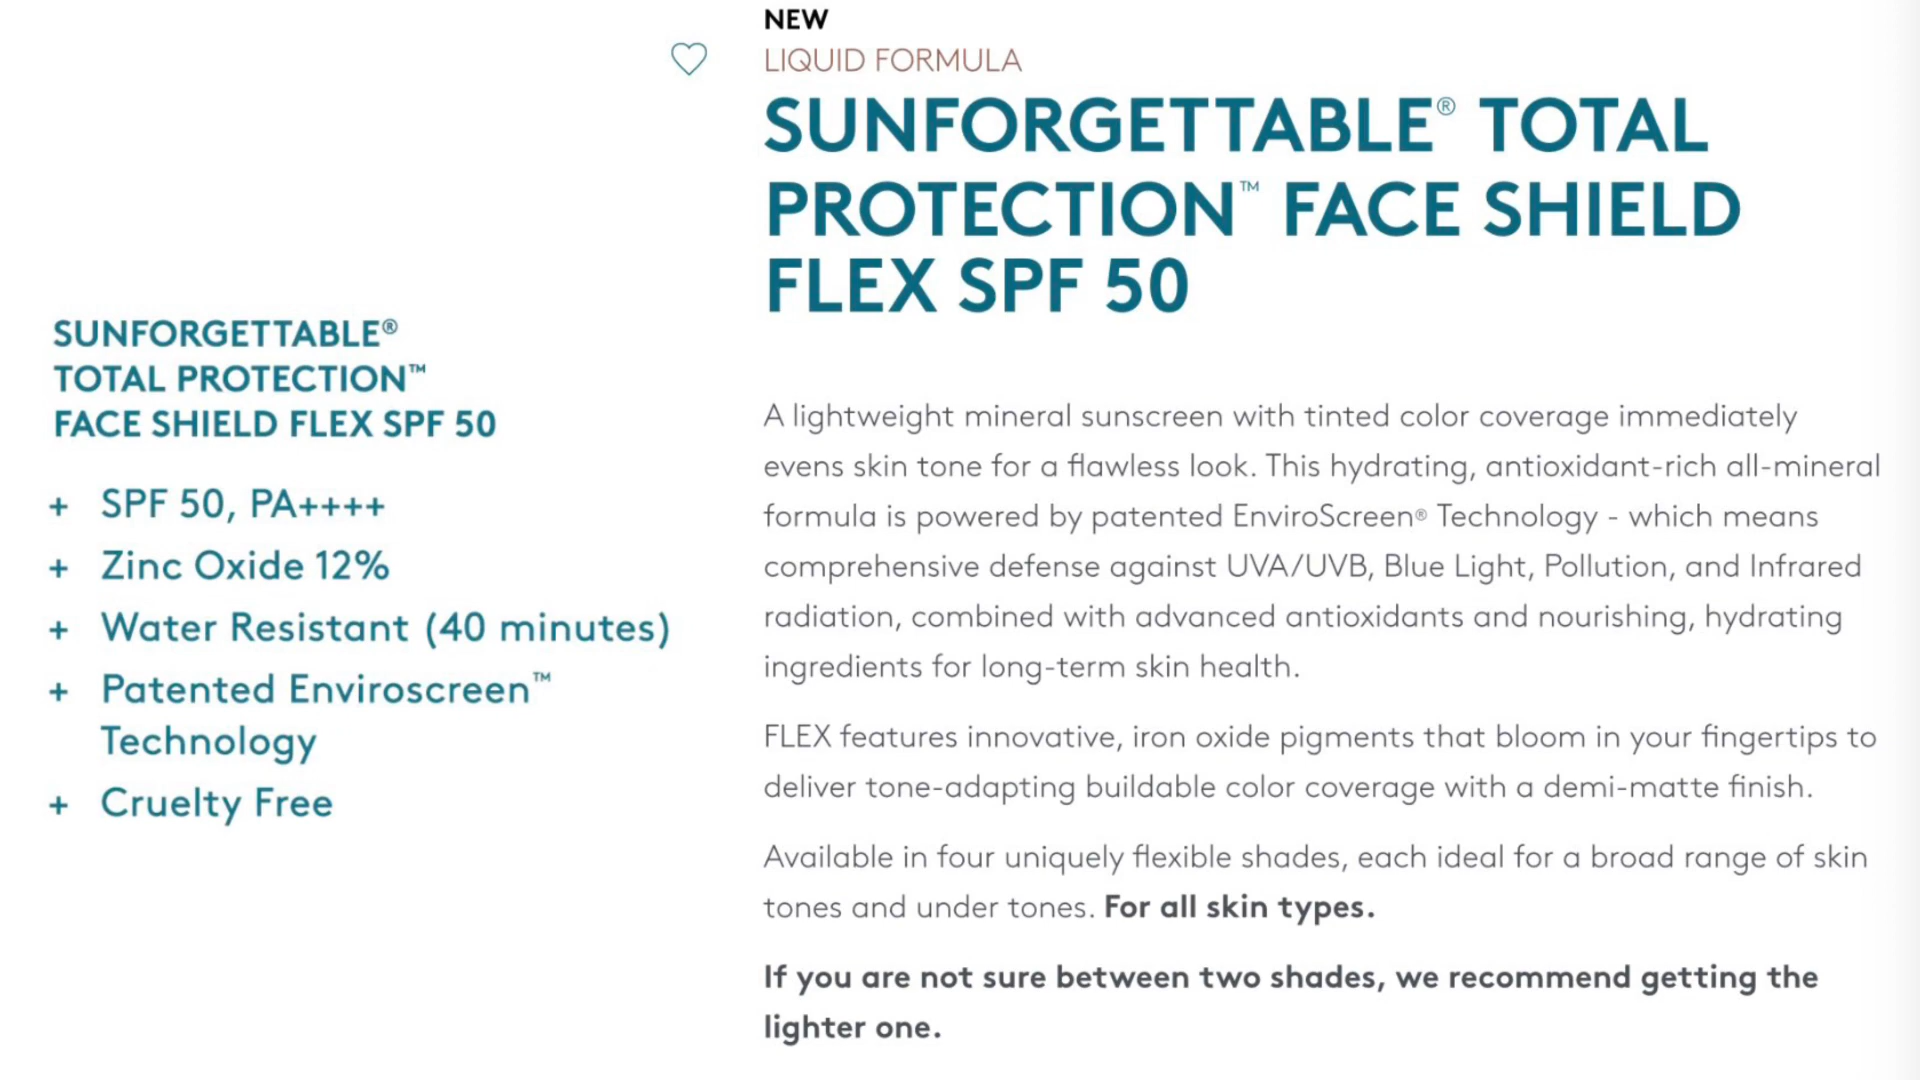 SUNFORGETTABLE®
TOTAL PROTECTION™
FACE SHIELD FLEX SPF 50
+ SPF 50, PA++++
+ Zinc Oxide 12%
+ Water Resistant (40 minutes)
+ Patented Enviroscreen™
Technology
+ Cruelty Free
NEW
LIQUID FORMULA
SUNFORGETTABLE® TOTAL
PROTECTION™ FACE SHIELD
FLEX SPF 50
A lightweight mineral sunscreen with tinted color coverage immediately
evens skin tone for a flawless look. This hydrating, antioxidant-rich all-mineral
formula is powered by patented EnviroScreen® Technology - which means
comprehensive defense against UVA/UVB, Blue Light, Pollution, and Infrared
radiation, combined with advanced antioxidants and nourishing, hydrating
ingredients for long-term skin health.
FLEX features innovative, iron oxide pigments that bloom in your fingertips to
deliver tone-adapting buildable color coverage with a demi-matte finish.
Available in four uniquely flexible shades, each ideal for a broad range of skin
tones and under tones. For all skin types.
If you are not sure between two shades, we recommend getting the
lighter one.